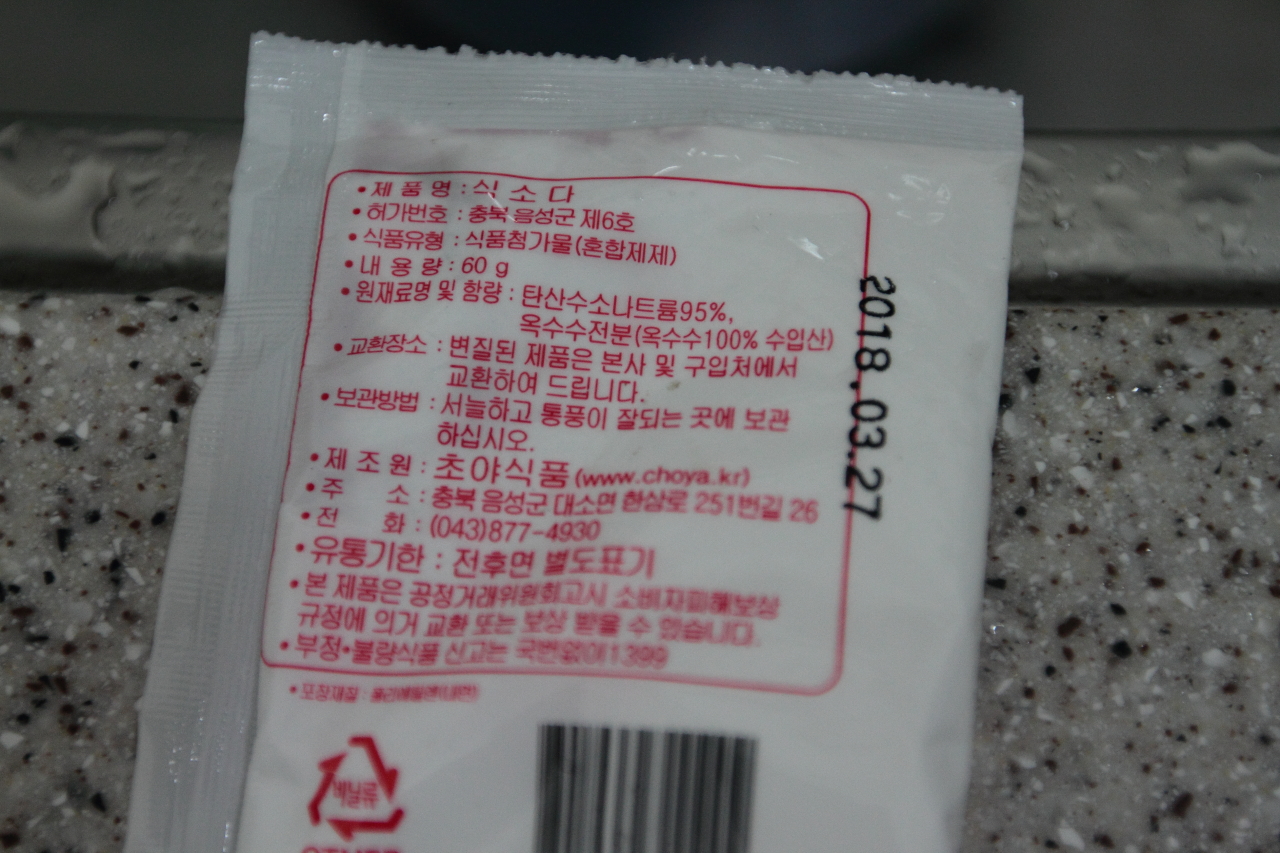 • 제 품 명 : 식 소 다
• 허가번호 : 충북 음성군 제6호
• 식품유형 : 식품첨가물(혼합제제)
• 내 용 량 : 60 g
• 원재료명 및 함량 : 탄산수소나트륨95%,
옥수수전분(옥수수100% 수입산)
• 교환장소 : 변질된 제품은 본사 및 구입처에서
교환하여 드립니다.
• 보관방법 : 서늘하고 통풍이 잘되는 곳에 보관
하십시오.
• 제 조 원 : 초야식품 (www.choya.kr)
• 주 소 : 충북 음성군 대소면 한삼로 251번길 26
• 전 화 : (043)877-4930
• 유통기한 : 전후면 별도표기
• 본 제품은 공정거래위원회고시 소비자피해보상
규정에 의거 교환 또는 보상 받을 수 있습니다.
• 부정•불량식품 신고는 국번없이1399
• 포장재질 :
비닐류
2018.03.27